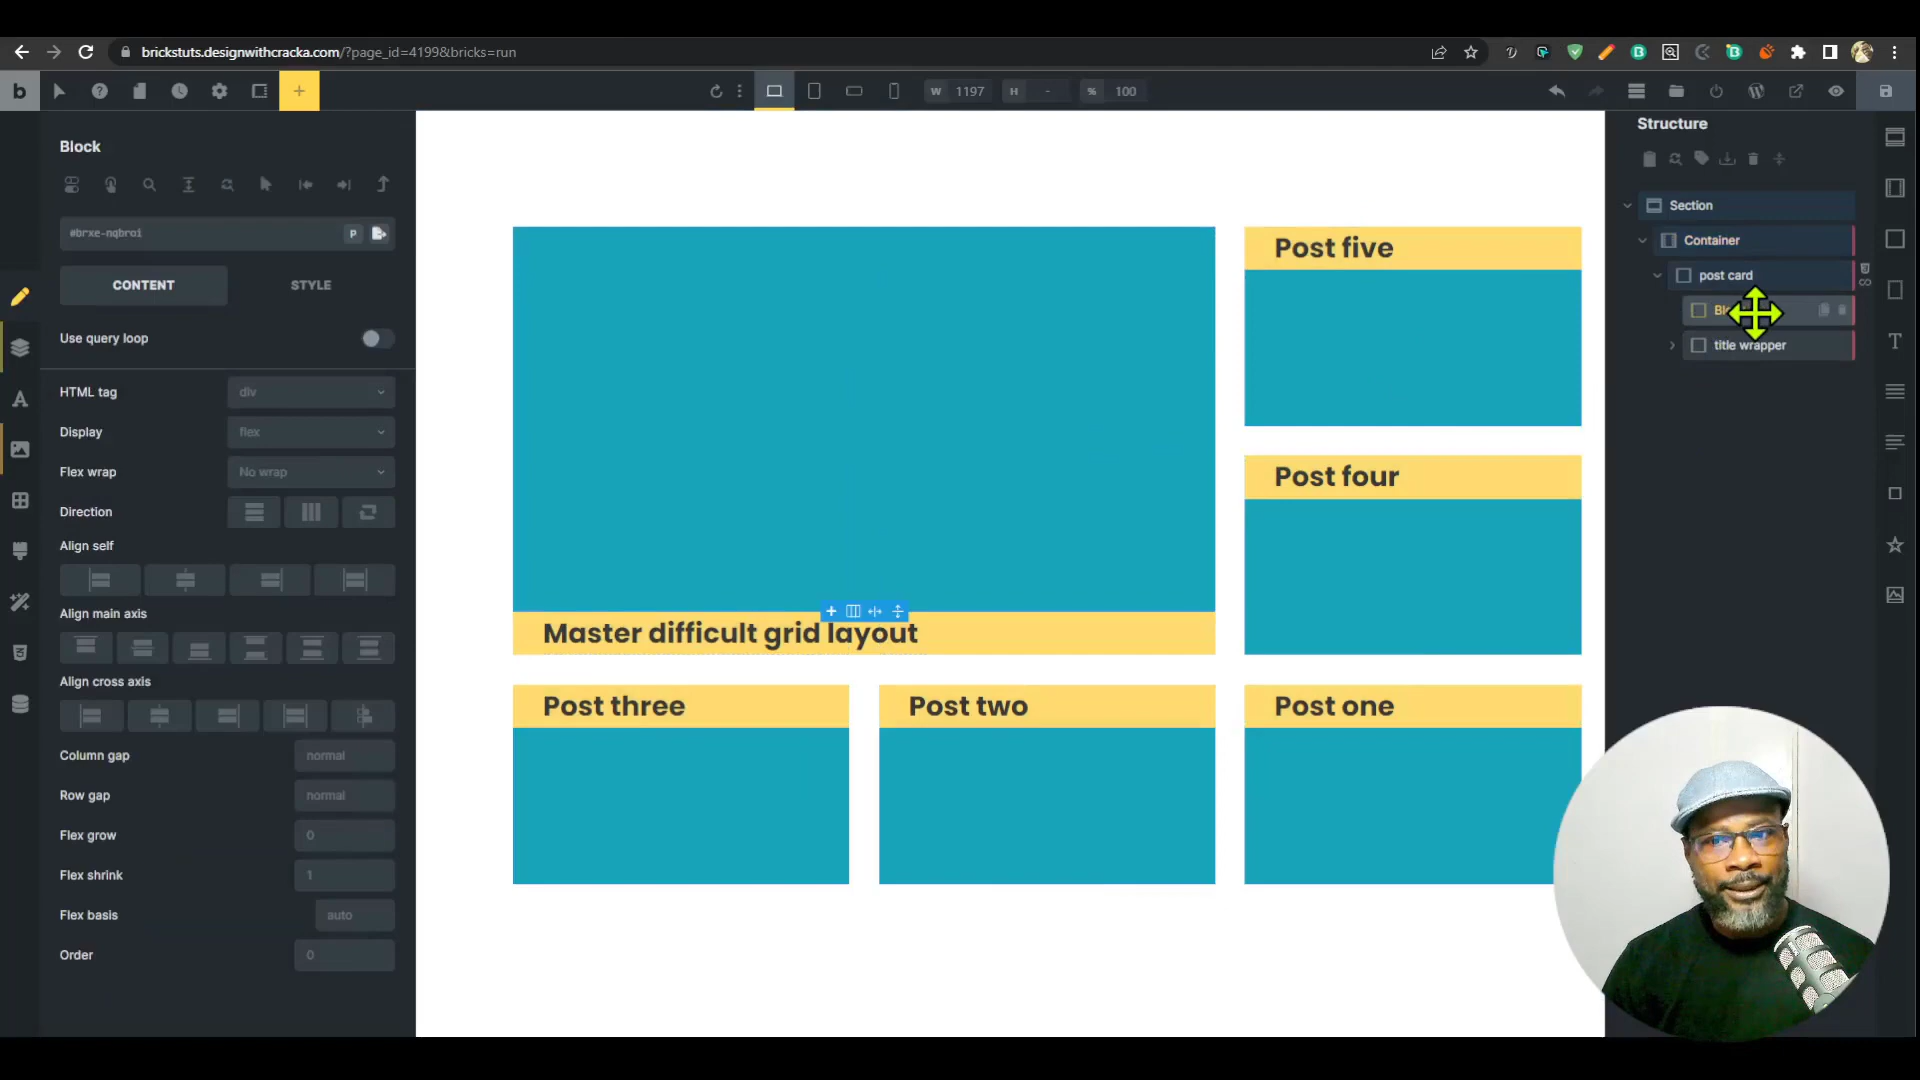 brickstuts.designwithcracka.com/?page_id=4199&bricks=run
b
W 1197 H - % 100
Block
#brxe-nqbroi P
CONTENT STYLE
Use query loop
HTML tag div
Display flex
Flex wrap No wrap
Direction
Align self
Align main axis
Align cross axis
Column gap normal
Row gap normal
Flex grow 0
Flex shrink 1
Flex basis auto
Order 0
Post five
Post four
Master difficult grid layout
Post three
Post two
Post one
Structure
Section
Container
post card
title wrapper